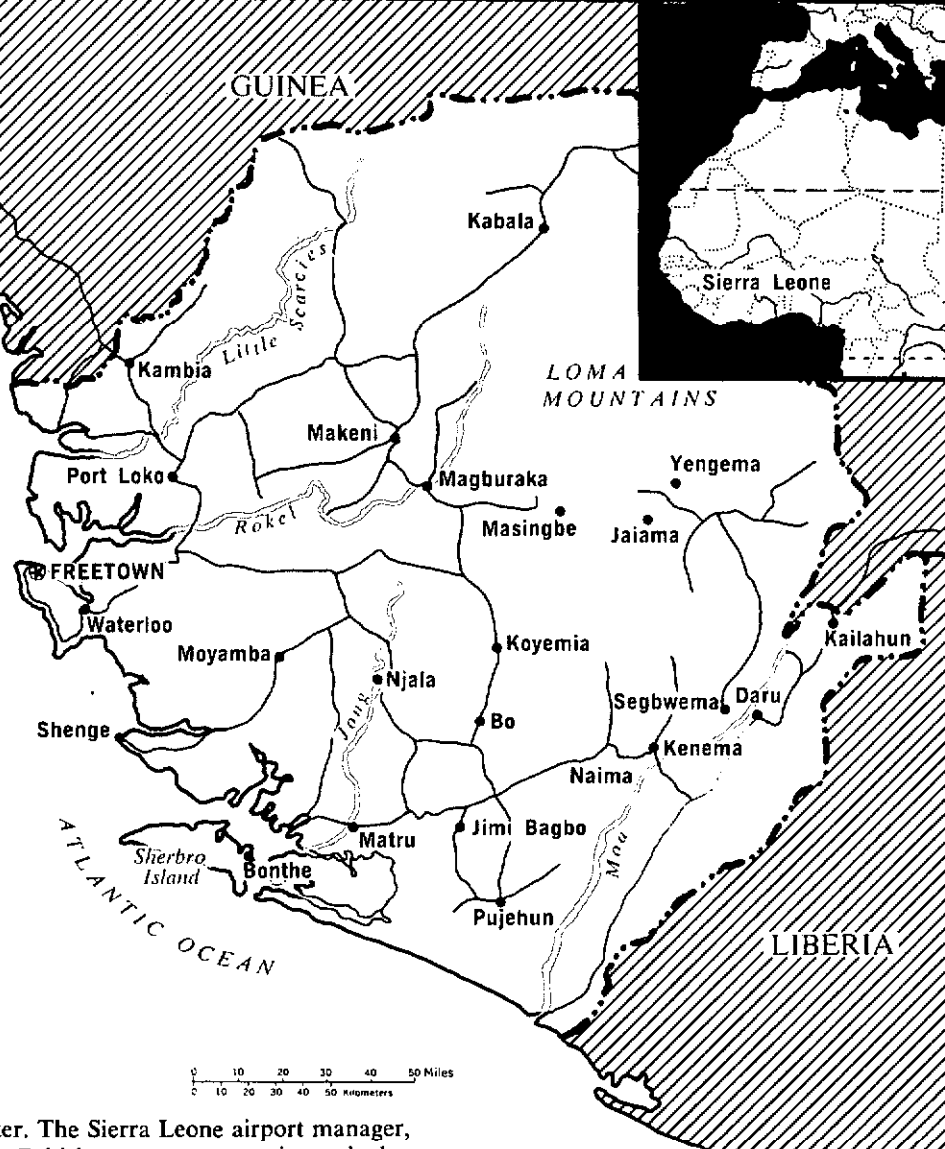 GUINEA
Kabala
Sierra Leone
Little Scarcies
Kambia
LOMA
MOUNTAINS
Makeni
Yengema
Port Loko
Magburaka
Rokel
Masingbe
Jaiama
FREETOWN
Waterloo
Kailahun
Moyamba
Koyemia
Njala
Segbwema
Daru
Jong
Bo
Shenge
Kenema
Naima
Matru
Jimi Bagbo
Moa
Sherbro
Island
Bonthe
Pujehun
ATLANTIC OCEAN
LIBERIA
0 10 20 30 40 50 Miles
0 10 20 30 40 50 Kilometers
The Sierra Leone airport manager,